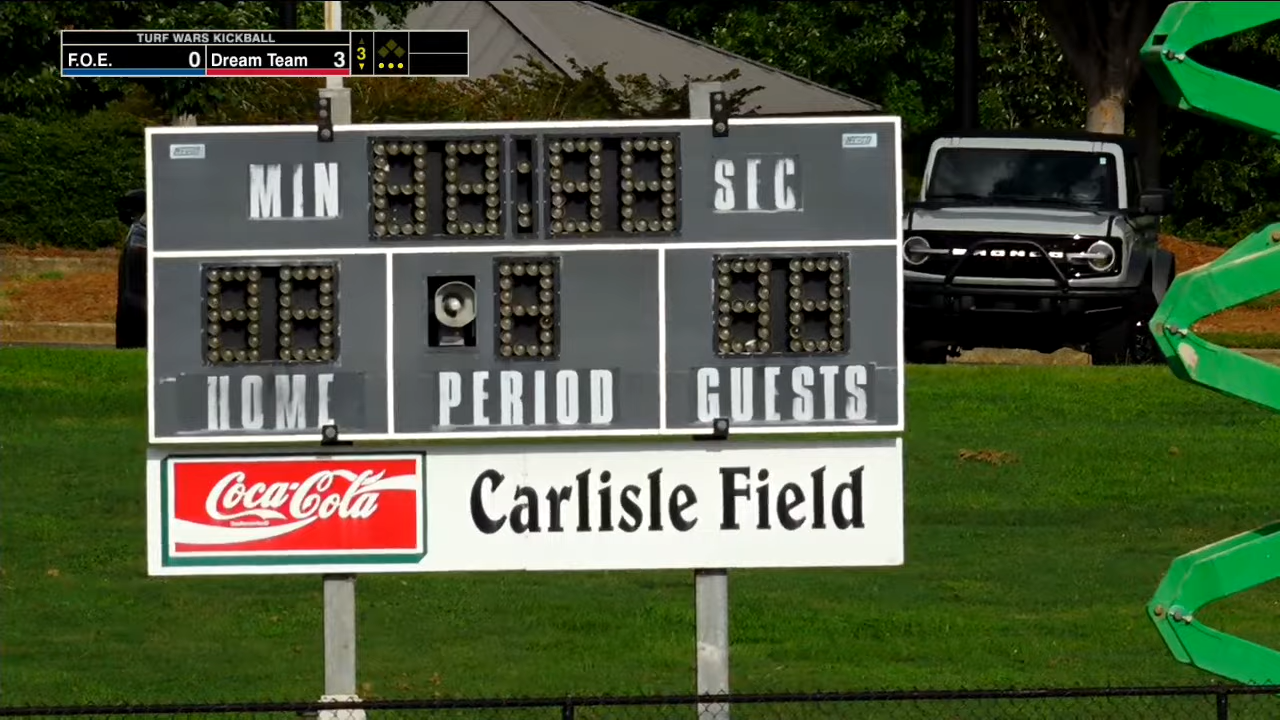 TURF WARS KICKBALL
F.O.E. 0 Dream Team 3 3
MIN SEC
HOME PERIOD GUESTS
Coca-Cola Carlisle Field
BRONCO